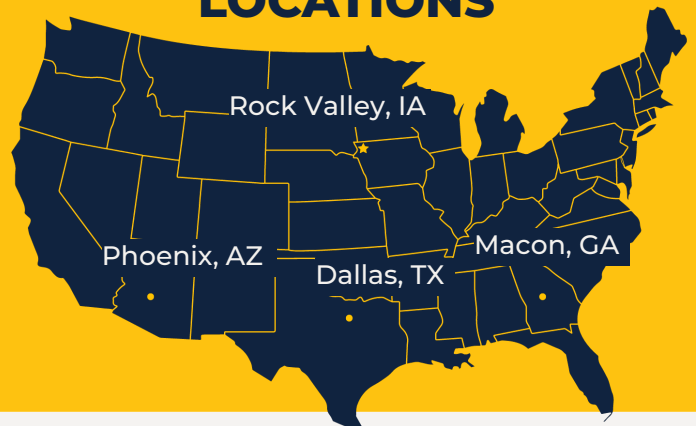 LOCATIONS
Rock Valley, IA
Phoenix, AZ
Macon, GA
Dallas, TX